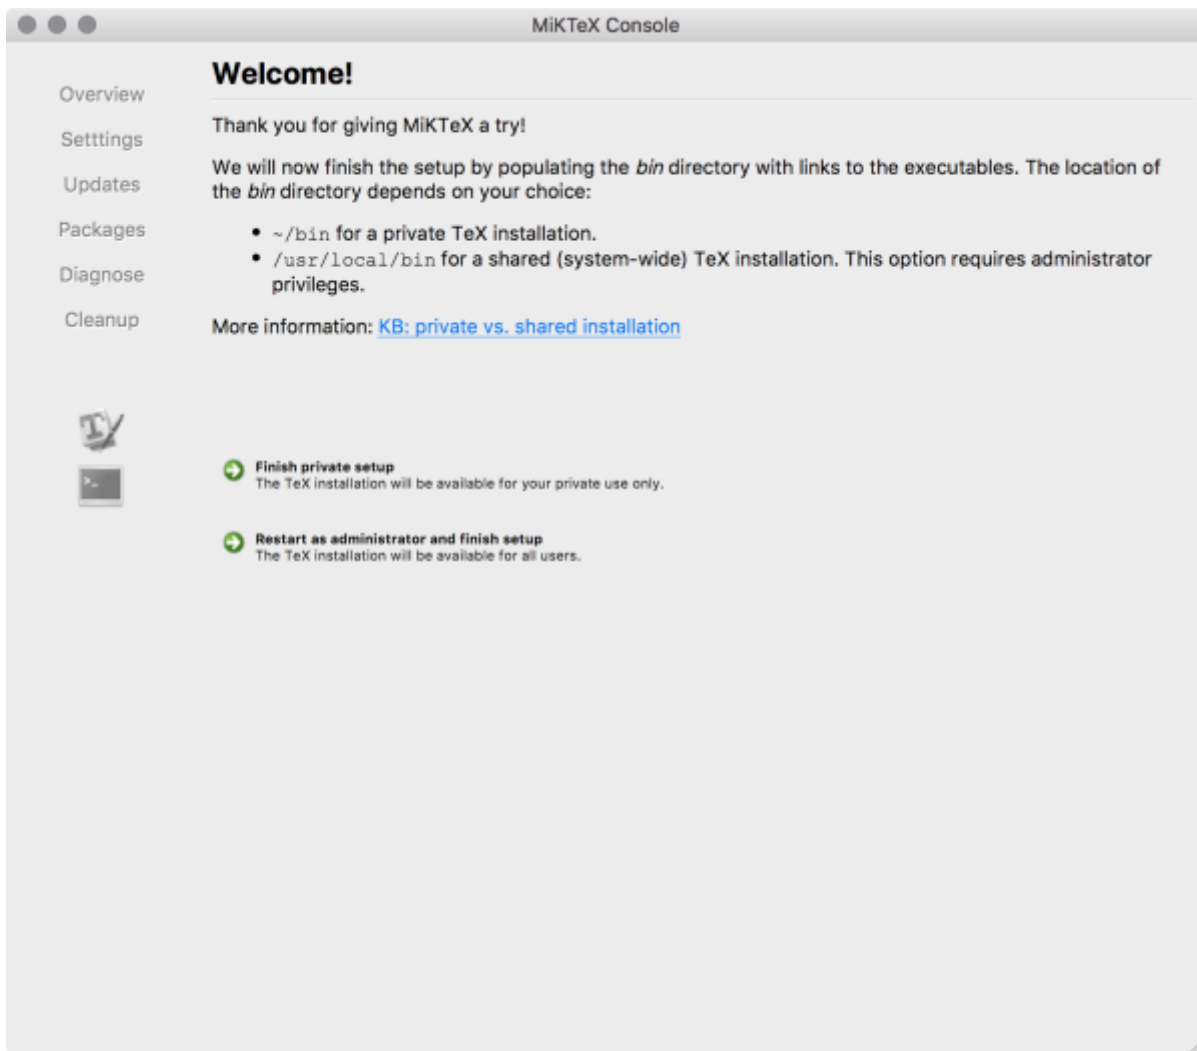 MiKTeX Console
Overview
Setttings
Updates
Packages
Diagnose
Cleanup
Welcome!
Thank you for giving MiKTeX a try!
We will now finish the setup by populating the bin directory with links to the executables. The location of
the bin directory depends on your choice:
• ~/bin for a private TeX installation.
• /usr/local/bin for a shared (system-wide) TeX installation. This option requires administrator
privileges.
More information: KB: private vs. shared installation
Finish private setup
The TeX installation will be available for your private use only.
Restart as administrator and finish setup
The TeX installation will be available for all users.